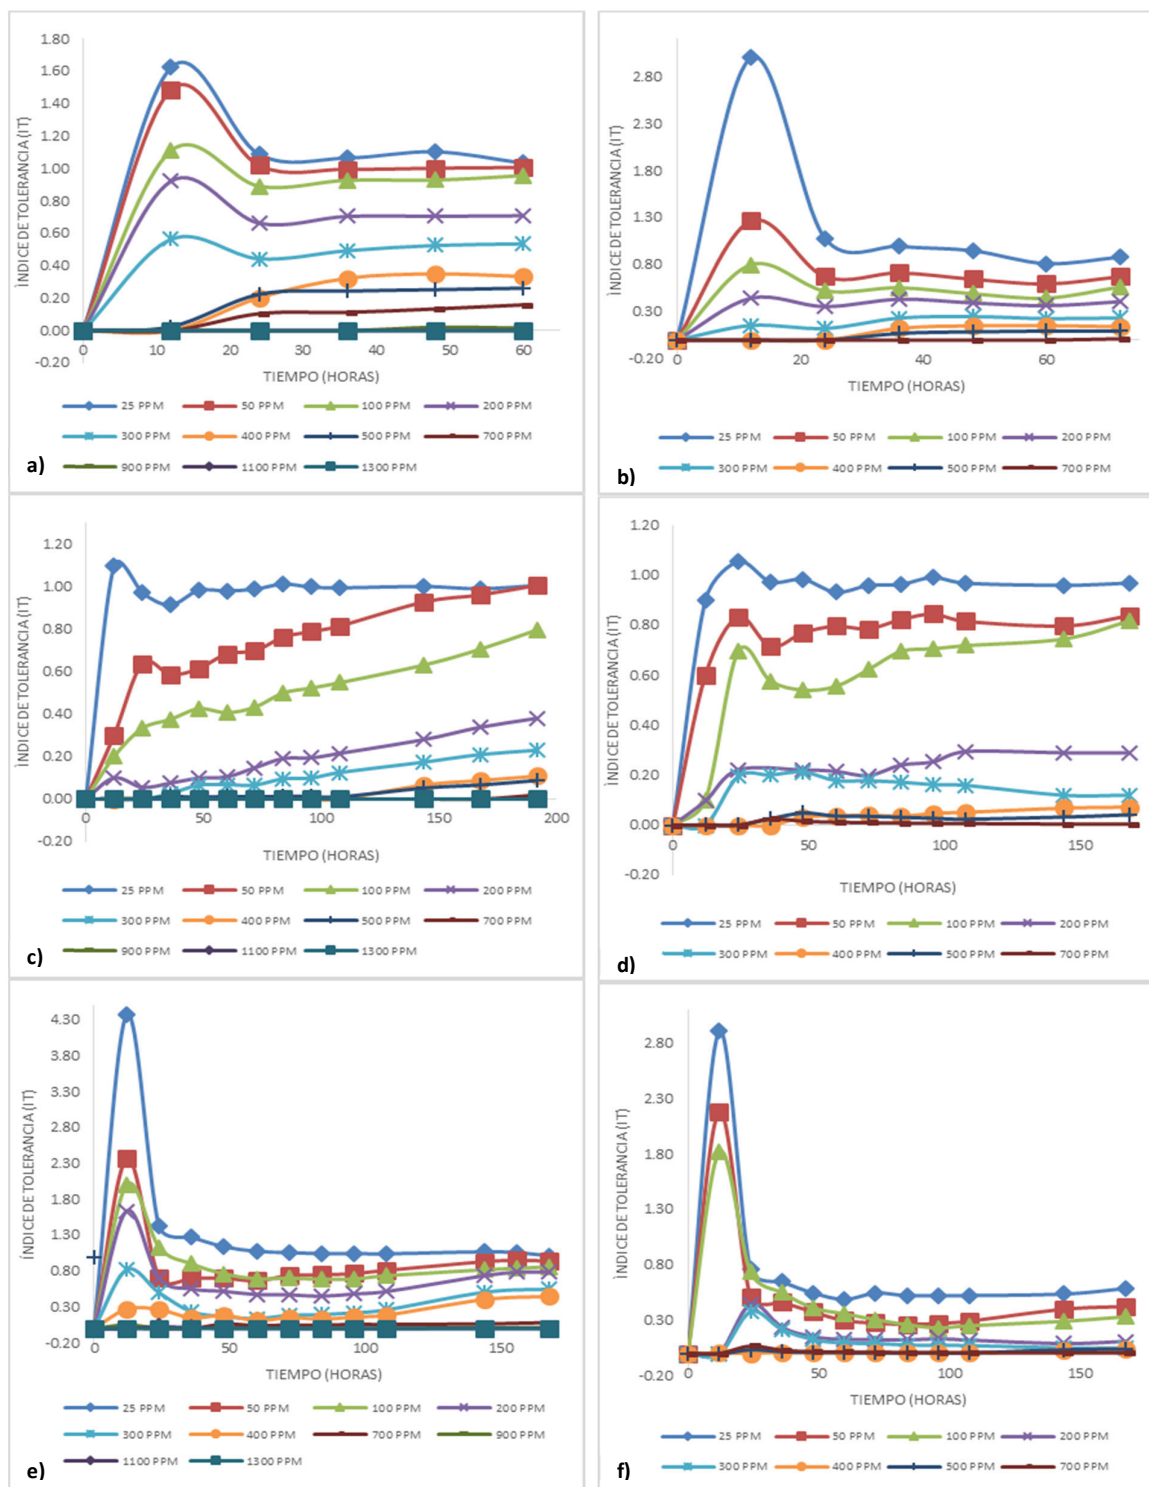 1.80
1.60
1.40
1.20
1.00
0.80
0.60
0.40
0.20
0.00
-0.20
ÌNDICE DE TOLERANCIA (IT)
0 10 20 30 40 50 60
TIEMPO (HORAS)
25 PPM 50 PPM 100 PPM 200 PPM
300 PPM 400 PPM 500 PPM 700 PPM
900 PPM 1100 PPM 1300 PPM
a)
2.80
2.30
1.80
1.30
0.80
0.30
-0.20
ÌNDICE DE TOLERANCIA (IT)
0 20 40 60
TIEMPO (HORAS)
25 PPM 50 PPM 100 PPM 200 PPM
300 PPM 400 PPM 500 PPM 700 PPM
b)
1.20
1.00
0.80
0.60
0.40
0.20
0.00
-0.20
ÌNDICE DE TOLERANCIA (IT)
0 50 100 150 200
TIEMPO (HORAS)
25 PPM 50 PPM 100 PPM 200 PPM
300 PPM 400 PPM 500 PPM 700 PPM
900 PPM 1100 PPM 1300 PPM
c)
1.20
1.00
0.80
0.60
0.40
0.20
0.00
-0.20
ÌNDICE DE TOLERANCIA (IT)
0 50 100 150
TIEMPO (HORAS)
25 PPM 50 PPM 100 PPM 200 PPM
300 PPM 400 PPM 500 PPM 700 PPM
d)
4.30
3.80
3.30
2.80
2.30
1.80
1.30
0.80
0.30
-0.20
ÍNDICE DE TOLERANCIA (IT)
0 50 100 150
TIEMPO (HORAS)
25 PPM 50 PPM 100 PPM 200 PPM
300 PPM 400 PPM 700 PPM 900 PPM
1100 PPM 1300 PPM
e)
2.80
2.30
1.80
1.30
0.80
0.30
-0.20
ÌNDICE DE TOLERANCIA (IT)
0 50 100 150
TIEMPO (HORAS)
25 PPM 50 PPM 100 PPM 200 PPM
300 PPM 400 PPM 500 PPM 700 PPM
f)